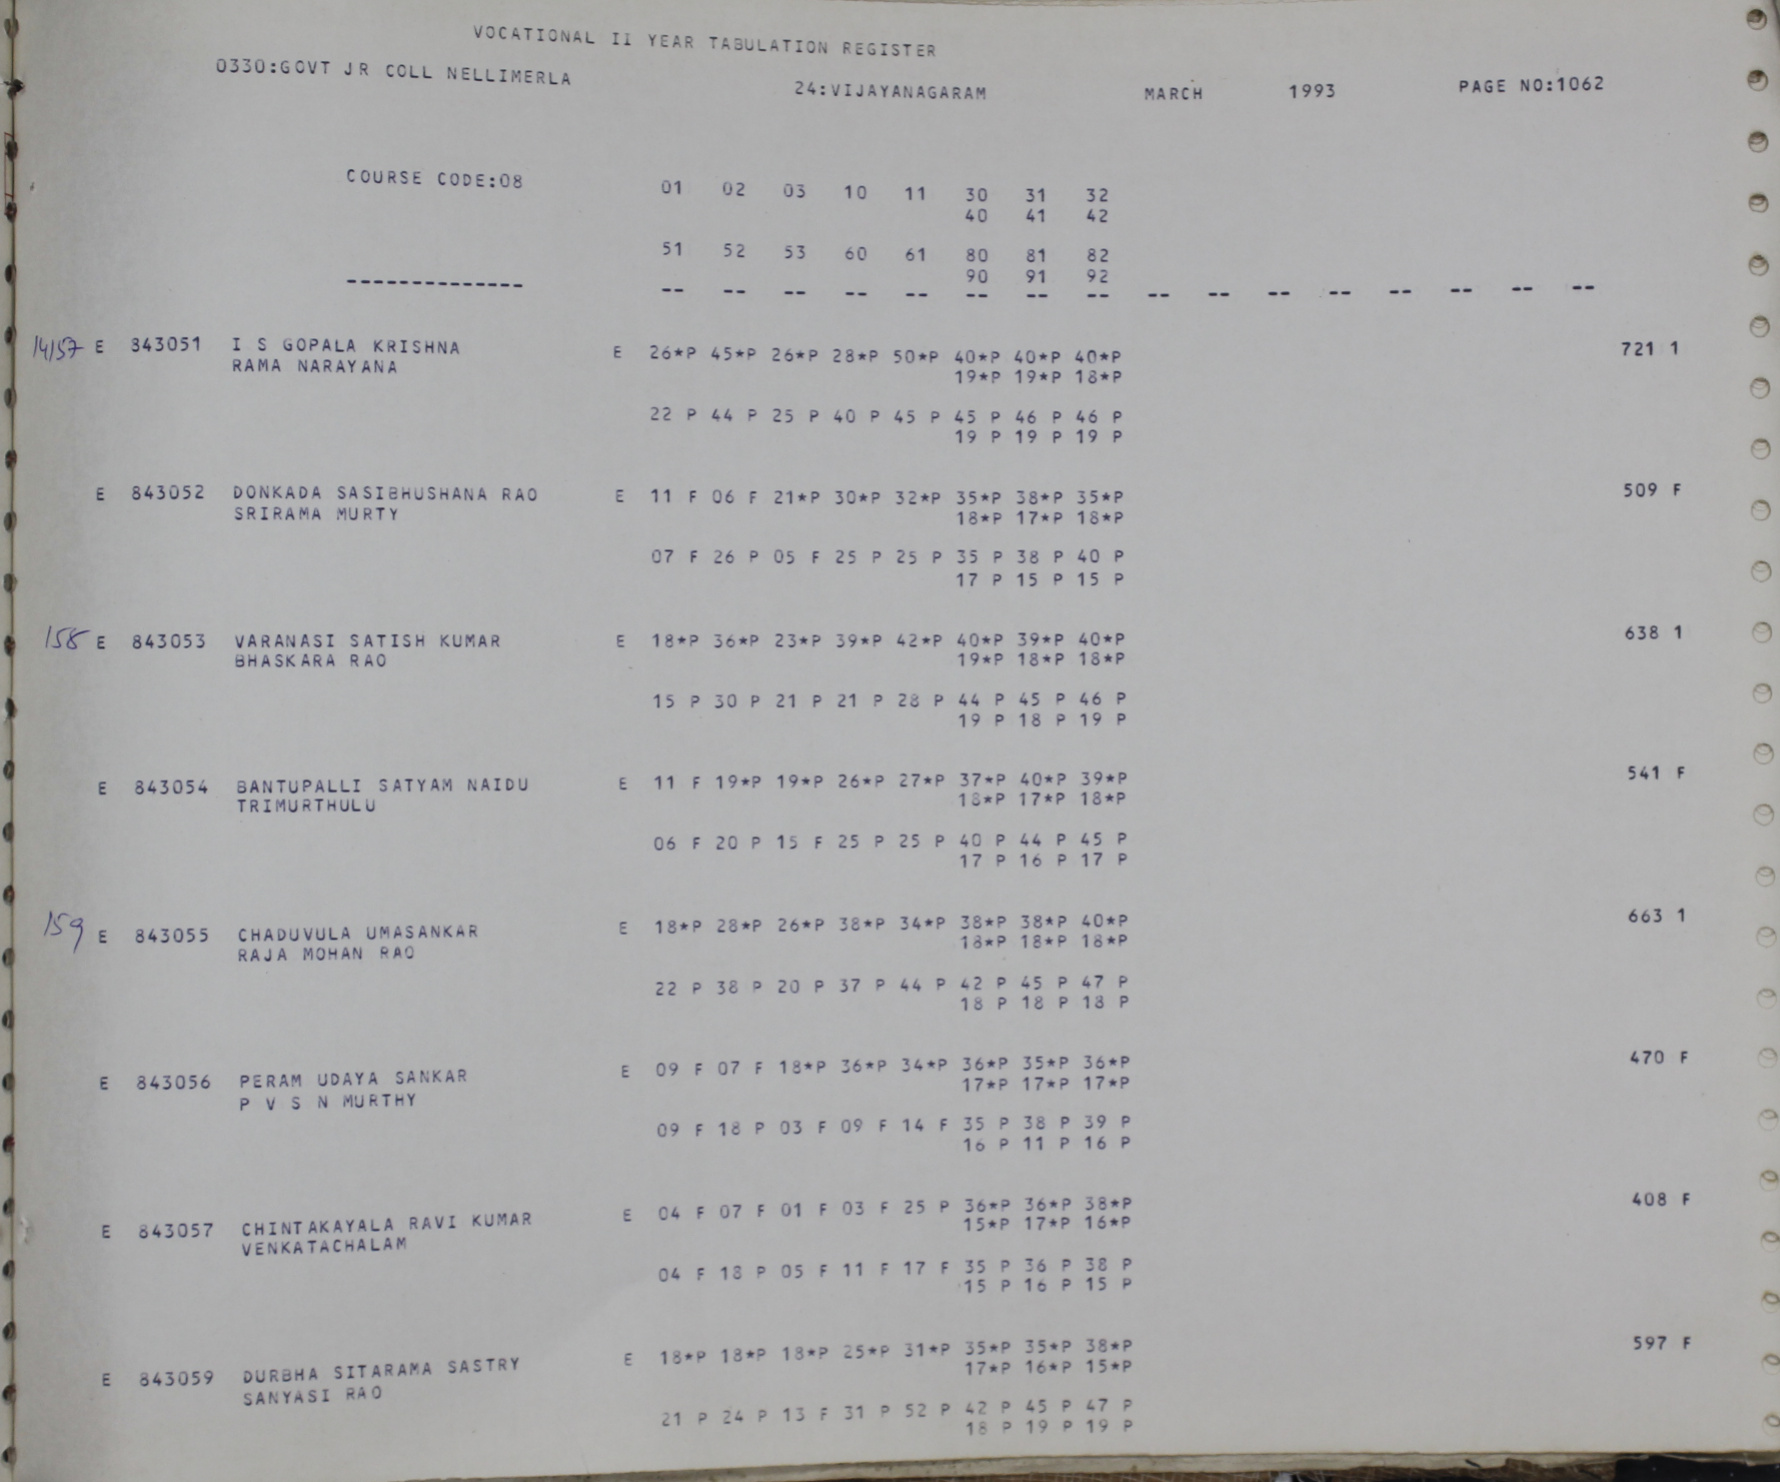 VOCATIONAL II YEAR TABULATION REGISTER
0330:GOVT JR COLL NELLIMERLA 24:VIJAYANAGARAM MARCH 1993 PAGE NO:1062
COURSE CODE:08 01 02 03 10 11 30 31 32
40 41 42
51 52 53 60 61 80 81 82
90 91 92
-------------- -- -- -- -- -- -- -- -- -- -- -- -- -- -- -- --
14157 E 843051 I S GOPALA KRISHNA E 26*P 45*P 26*P 28*P 50*P 40*P 40*P 40*P 721 1
RAMA NARAYANA 19*P 19*P 18*P
22 P 44 P 25 P 40 P 45 P 45 P 46 P 46 P
19 P 19 P 19 P
E 843052 DONKADA SASIBHUSHANA RAO E 11 F 06 F 21*P 30*P 32*P 35*P 38*P 35*P 509 F
SRIRAMA MURTY 18*P 17*P 18*P
07 F 26 P 05 F 25 P 25 P 35 P 38 P 40 P
17 P 15 P 15 P
158 E 843053 VARANASI SATISH KUMAR E 18*P 36*P 23*P 39*P 42*P 40*P 39*P 40*P 638 1
BHASKARA RAO 19*P 18*P 18*P
15 P 30 P 21 P 21 P 28 P 44 P 45 P 46 P
19 P 18 P 19 P
E 843054 BANTUPALLI SATYAM NAIDU E 11 F 19*P 19*P 26*P 27*P 37*P 40*P 39*P 541 F
TRIMURTHULU 18*P 17*P 18*P
06 F 20 P 15 F 25 P 25 P 40 P 44 P 45 P
17 P 16 P 17 P
159 E 843055 CHADUVULA UMASANKAR E 18*P 28*P 26*P 38*P 34*P 38*P 38*P 40*P 663 1
RAJA MOHAN RAO 18*P 18*P 18*P
22 P 38 P 20 P 37 P 44 P 42 P 45 P 47 P
18 P 18 P 18 P
E 843056 PERAM UDAYA SANKAR E 09 F 07 F 18*P 36*P 34*P 36*P 35*P 36*P 470 F
P V S N MURTHY 17*P 17*P 17*P
09 F 18 P 03 F 09 F 14 F 35 P 38 P 39 P
16 P 11 P 16 P
E 843057 CHINTAKAYALA RAVI KUMAR E 04 F 07 F 01 F 03 F 25 P 36*P 36*P 38*P 408 F
VENKATACHALAM 15*P 17*P 16*P
04 F 18 P 05 F 11 F 17 F 35 P 36 P 38 P
15 P 16 P 15 P
E 843059 DURBHA SITARAMA SASTRY E 18*P 18*P 18*P 25*P 31*P 35*P 35*P 38*P 597 F
SANYASI RAO 17*P 16*P 15*P
21 P 24 P 13 F 31 P 52 P 42 P 45 P 47 P
18 P 19 P 19 P